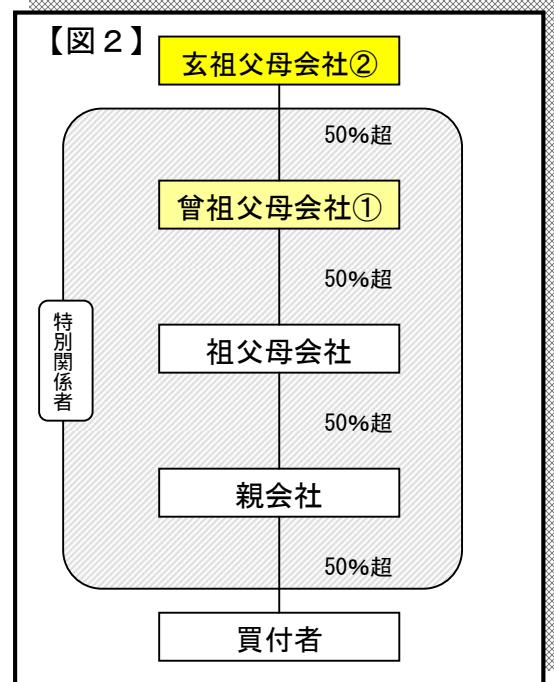 【図２】
玄祖父母会社②
50％超
曾祖父母会社①
50％超
祖父母会社
特別関係者
50％超
親会社
50％超
買付者